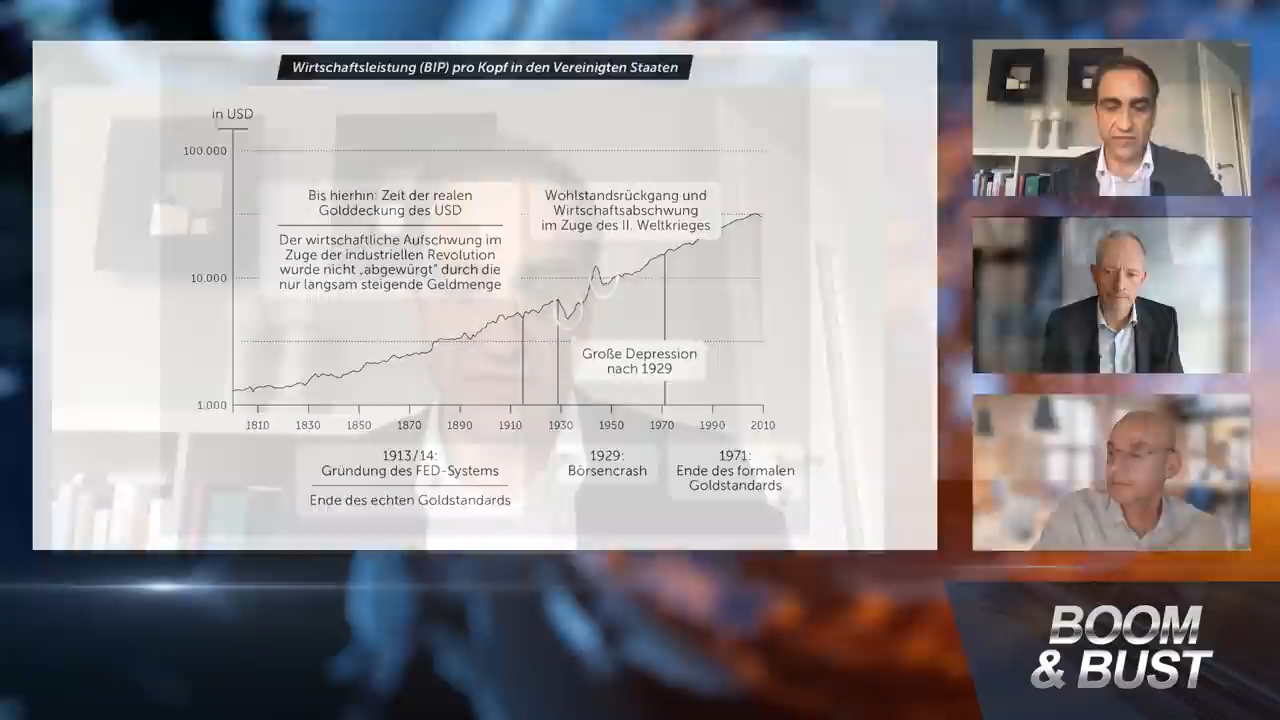 Wirtschaftsleistung (BIP) pro Kopf in den Vereinigten Staaten
in USD
100.000
10.000
1.000
Bis hierhin: Zeit der realen
Golddeckung des USD
Der wirtschaftliche Aufschwung im
Zuge der industriellen Revolution
wurde nicht „abgewürgt“ durch die
nur langsam steigende Geldmenge
Wohlstandsrückgang und
Wirtschaftsabschwung
im Zuge des II. Weltkrieges
Große Depression
nach 1929
1810 1830 1850 1870 1890 1910 1930 1950 1970 1990 2010
1913/14:
Gründung des FED-Systems
Ende des echten Goldstandards
1929:
Börsencrash
1971:
Ende des formalen
Goldstandards
BOOM
& BUST